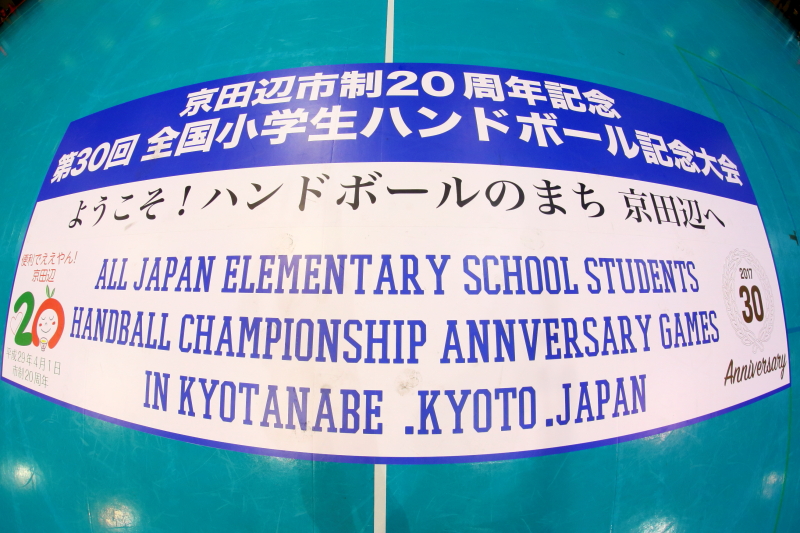 京田辺市制20周年記念
第30回 全国小学生ハンドボール記念大会
ようこそ！ハンドボールのまち 京田辺へ
便利でええやん!
京田辺
20
平成29年4月1日
市制20周年
ALL JAPAN ELEMENTARY SCHOOL STUDENTS
HANDBALL CHAMPIONSHIP ANNVERSARY GAMES
IN KYOTANABE .KYOTO .JAPAN
2017
30
Anniversary